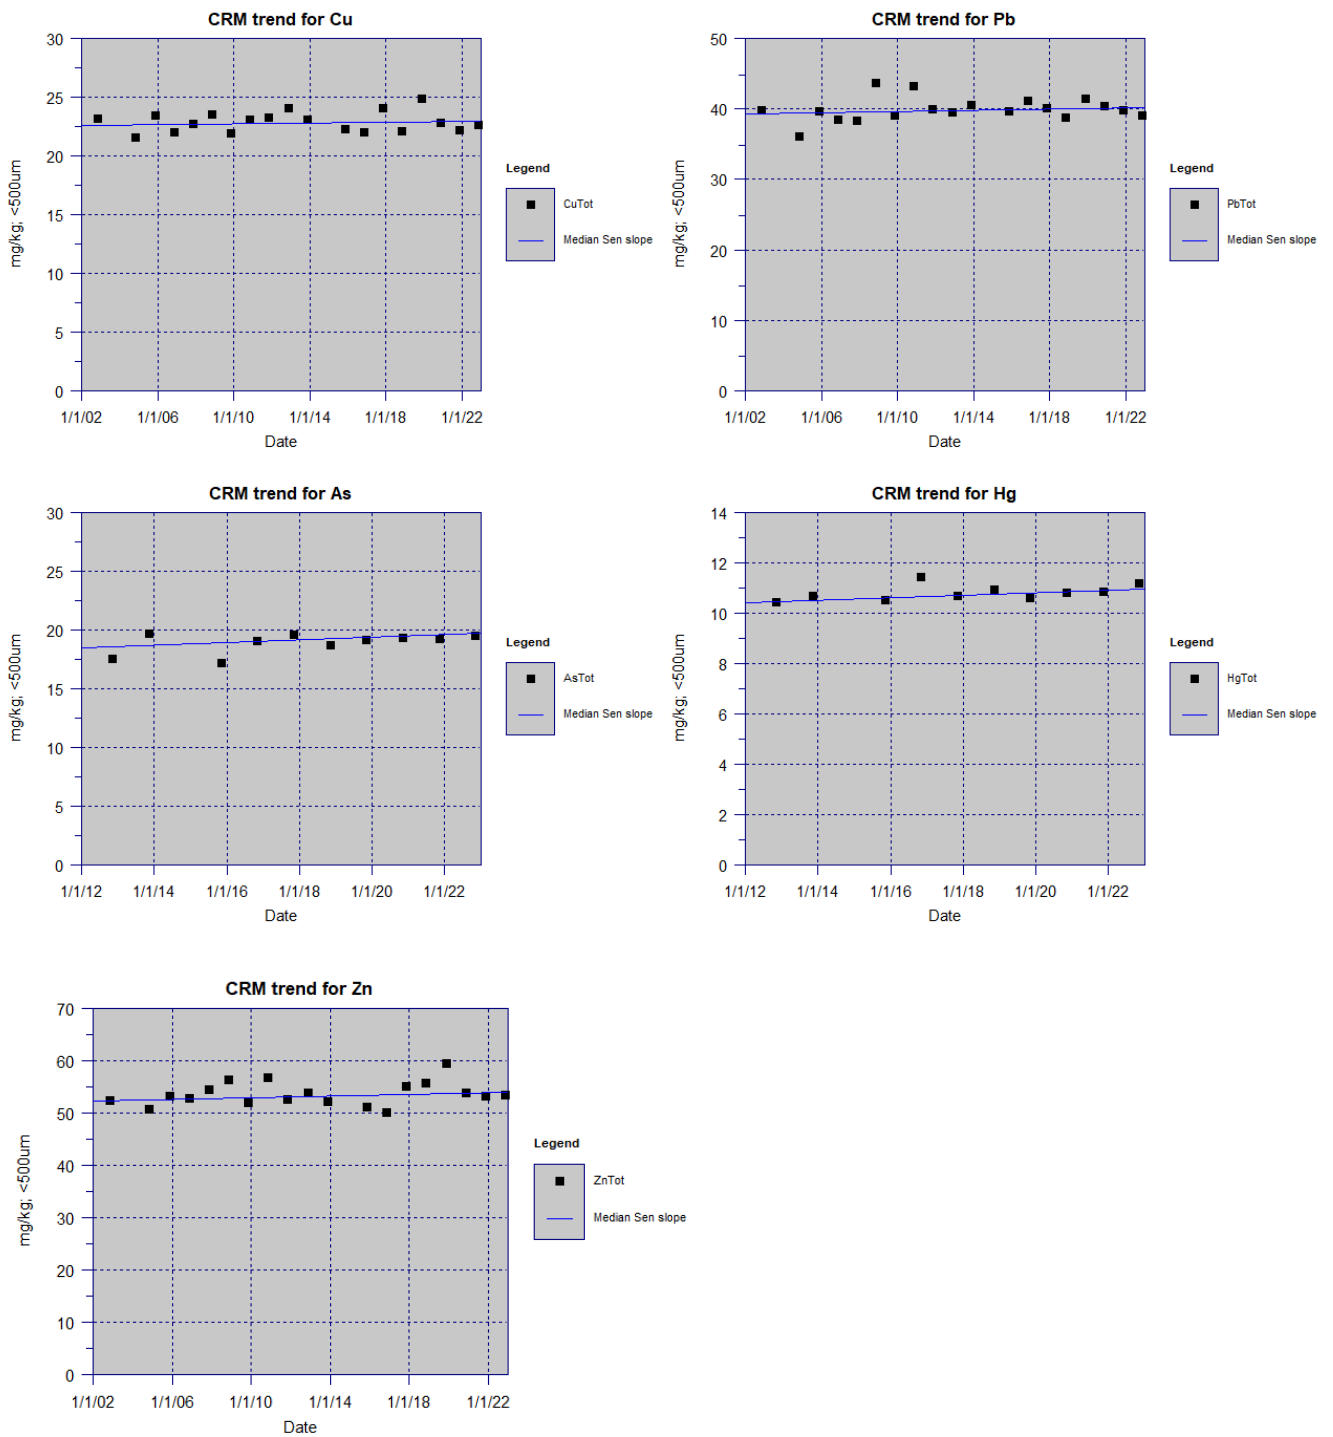 CRM trend for Cu
30
25
20
15
10
5
0
mg/kg; <500um
1/1/02 1/1/06 1/1/10 1/1/14 1/1/18 1/1/22
Date
Legend
CuTot
Median Sen slope
CRM trend for Pb
50
40
30
20
10
0
mg/kg; <500um
1/1/02 1/1/06 1/1/10 1/1/14 1/1/18 1/1/22
Date
Legend
PbTot
Median Sen slope
CRM trend for As
30
25
20
15
10
5
0
mg/kg; <500um
1/1/12 1/1/14 1/1/16 1/1/18 1/1/20 1/1/22
Date
Legend
AsTot
Median Sen slope
CRM trend for Hg
14
12
10
8
6
4
2
0
mg/kg; <500um
1/1/12 1/1/14 1/1/16 1/1/18 1/1/20 1/1/22
Date
Legend
HgTot
Median Sen slope
CRM trend for Zn
70
60
50
40
30
20
10
0
mg/kg; <500um
1/1/02 1/1/06 1/1/10 1/1/14 1/1/18 1/1/22
Date
Legend
ZnTot
Median Sen slope